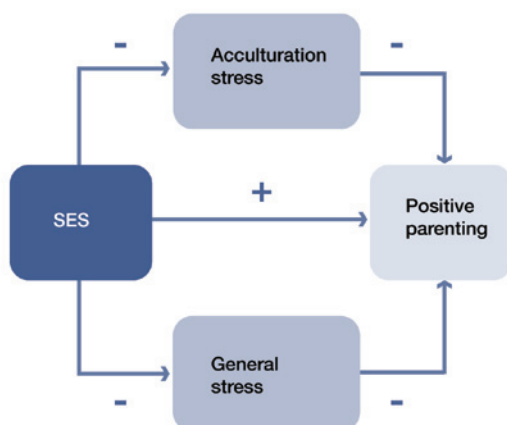 -
-
Acculturation
stress
SES
+
Positive
parenting
General
stress
-
-